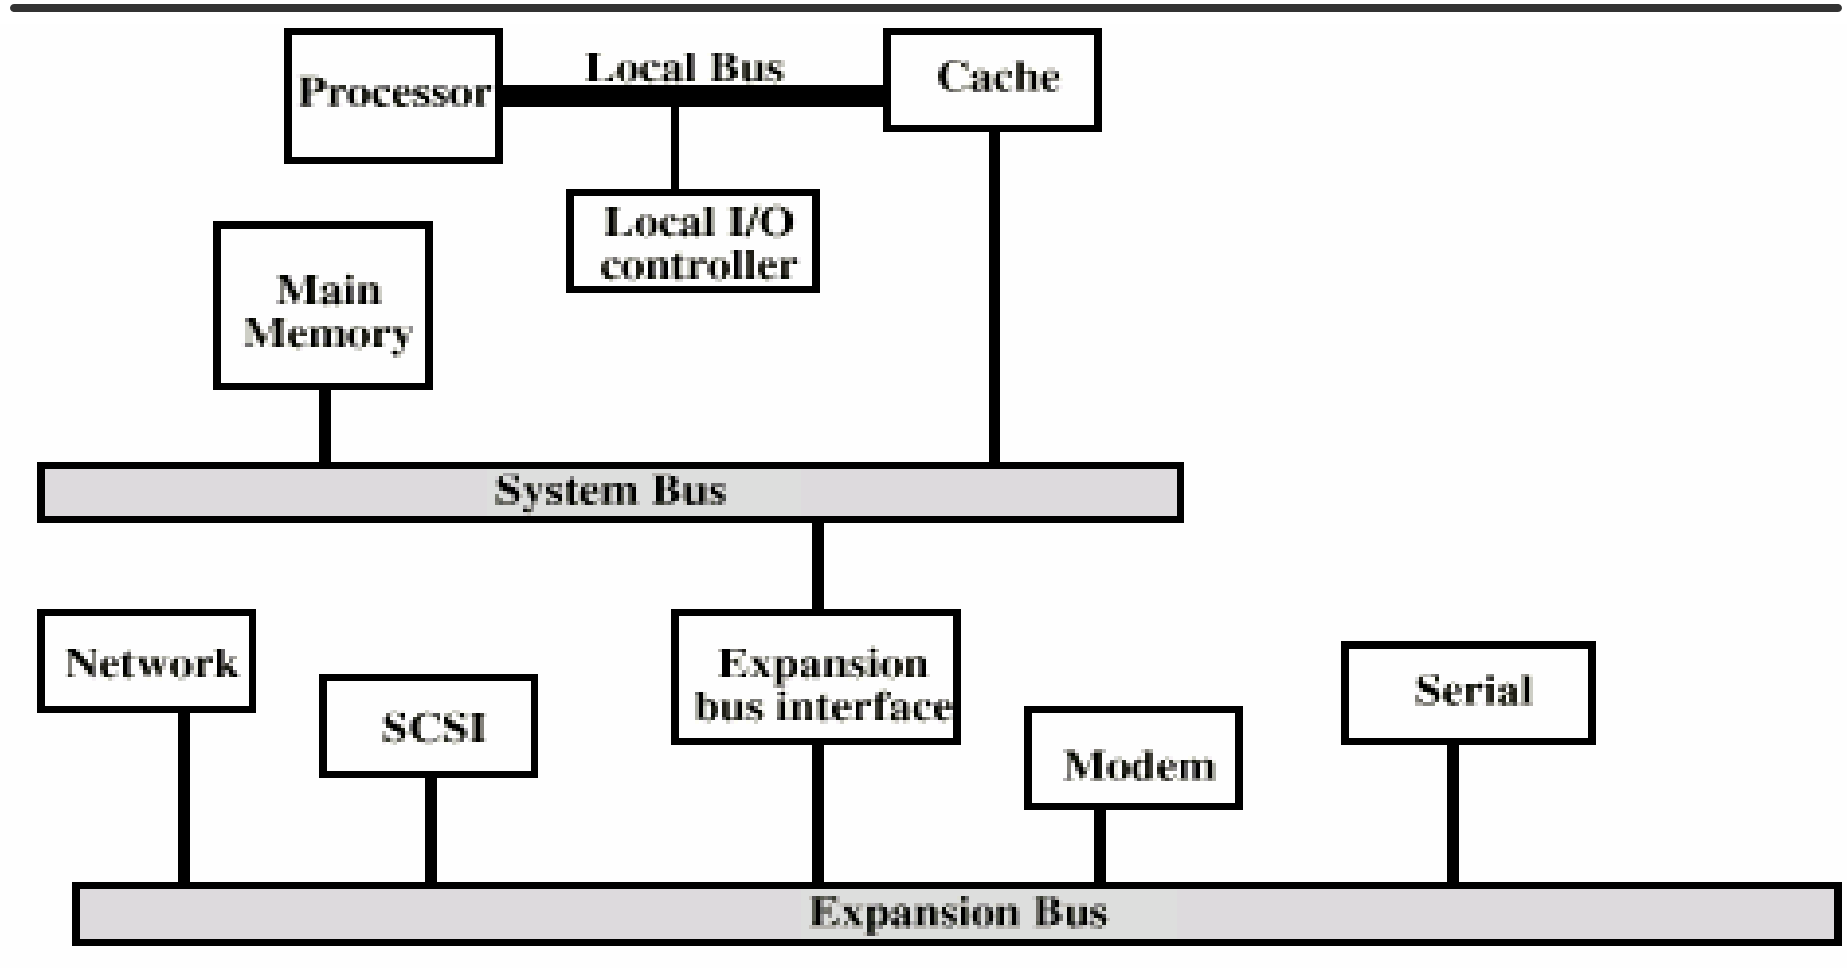 Local Bus
Processor
Cache
Local I/O
controller
Main
Memory
System Bus
Network
SCSI
Expansion
bus interface
Modem
Serial
Expansion Bus